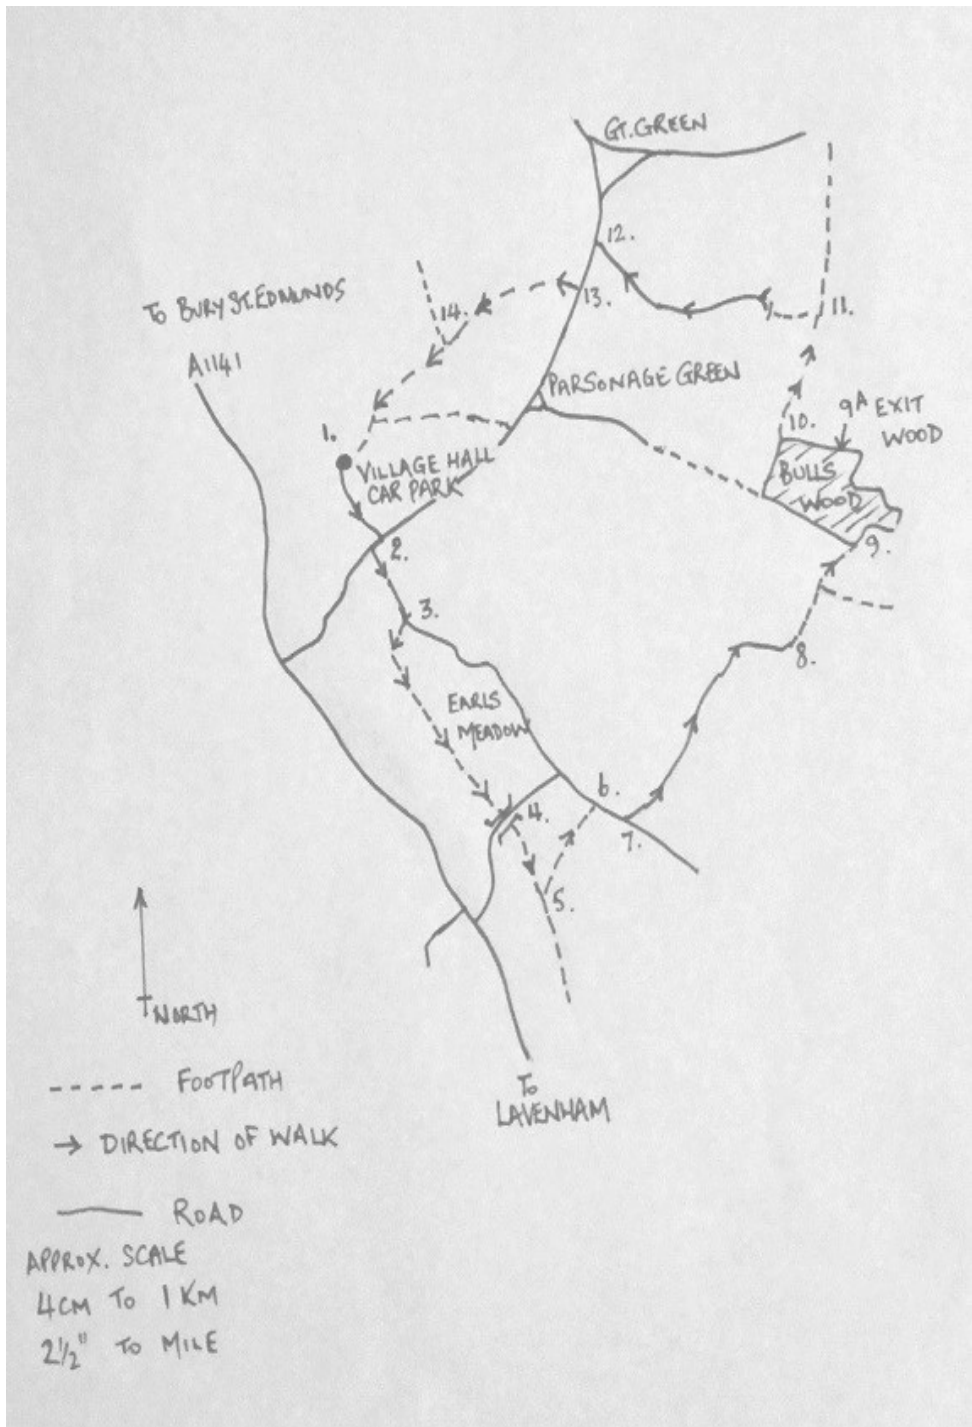 GT. GREEN
12.
TO BURY ST. EDMUNDS
13.
14.
11.
A1141
PARSONAGE GREEN
9A EXIT
WOOD
10.
1.
VILLAGE HALL
CAR PARK
BULLS
WOOD
2.
9.
3.
8.
EARLS
MEADOW
6.
4.
7.
5.
NORTH
FOOTPATH
TO
LAVENHAM
DIRECTION OF WALK
ROAD
APPROX. SCALE
4CM TO 1 KM
2½" TO MILE